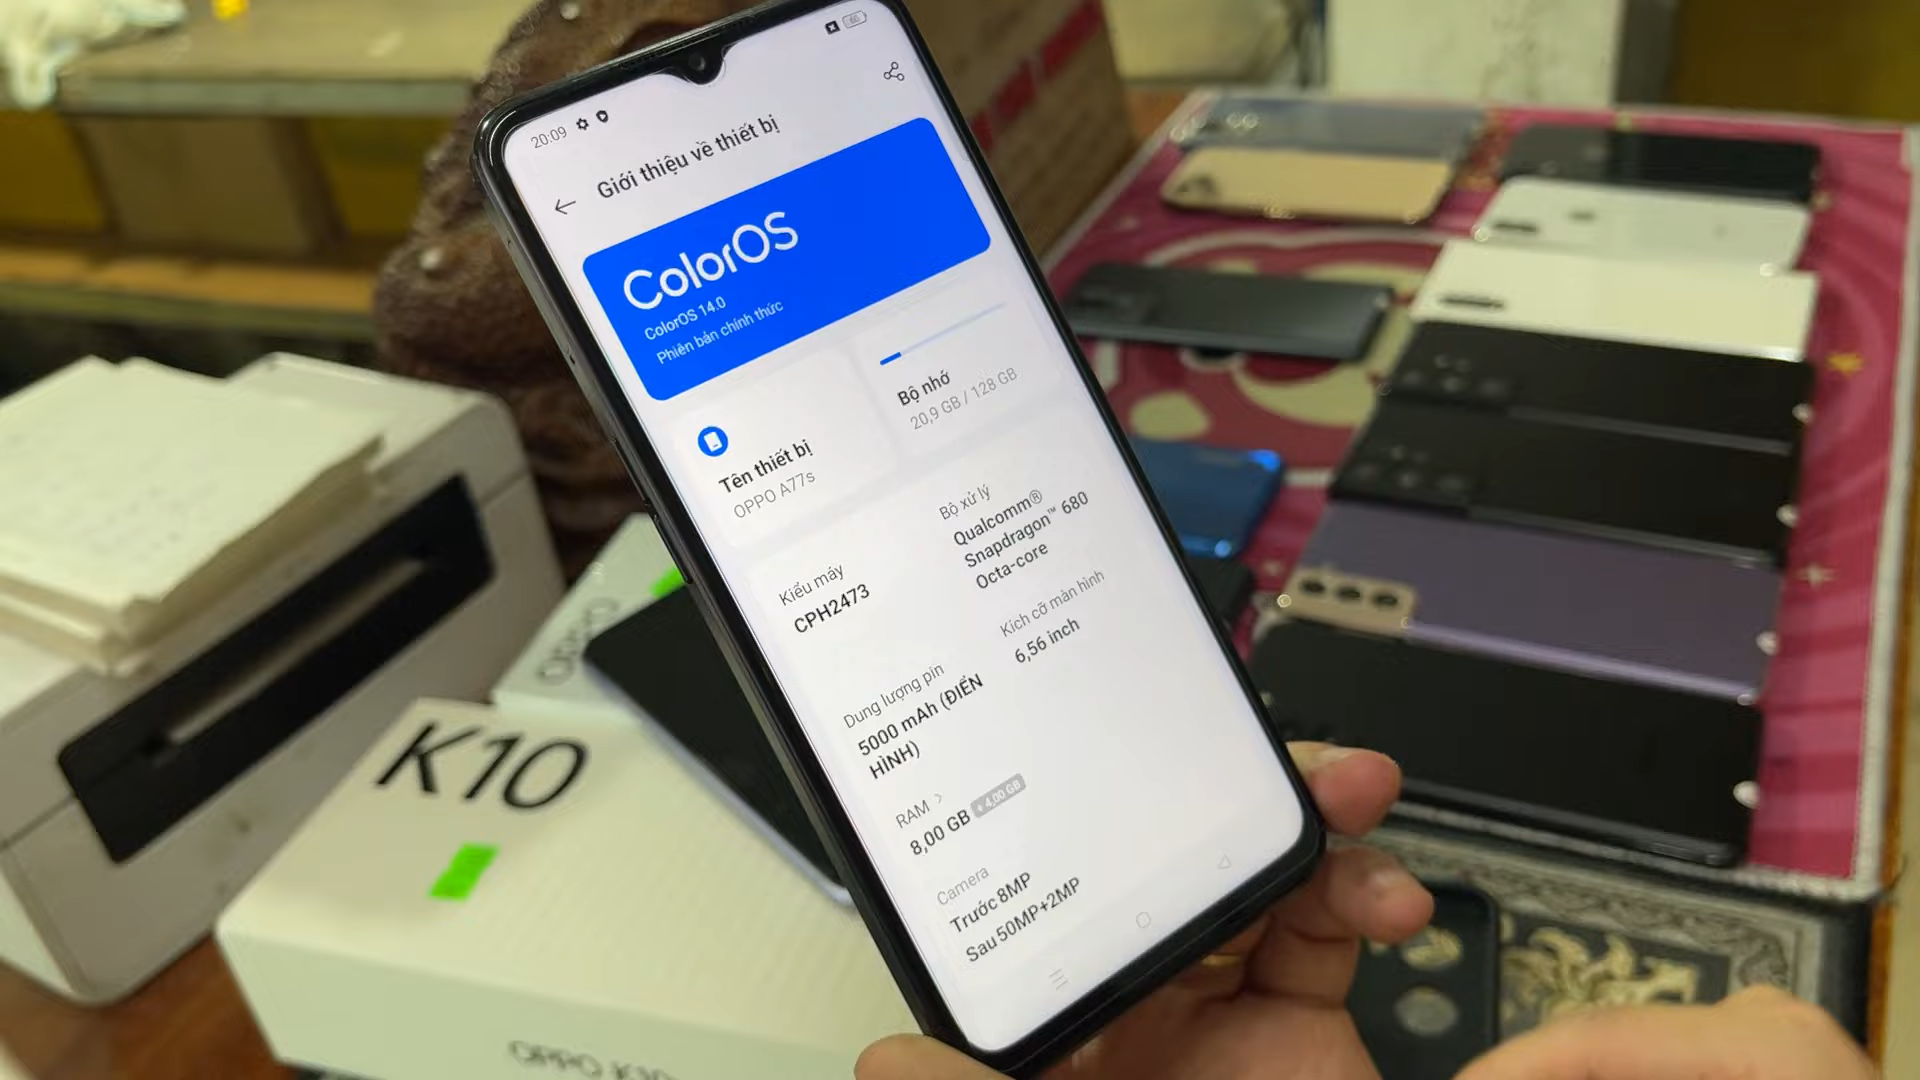 20:09
Giới thiệu về thiết bị
ColorOS
ColorOS 14.0
Phiên bản chính thức
Tên thiết bị
OPPO A77s
Bộ nhớ
20,9 GB / 128 GB
Kiểu máy
CPH2473
Bộ xử lý
Qualcomm®
Snapdragon™ 680
Octa-core
Dung lượng pin
5000 mAh (ĐIỂN
HÌNH)
Kích cỡ màn hình
6,56 inch
RAM
8,00 GB + 4,00 GB
Camera
Trước 8MP
Sau 50MP+2MP
oppo
K10
OPPO K10